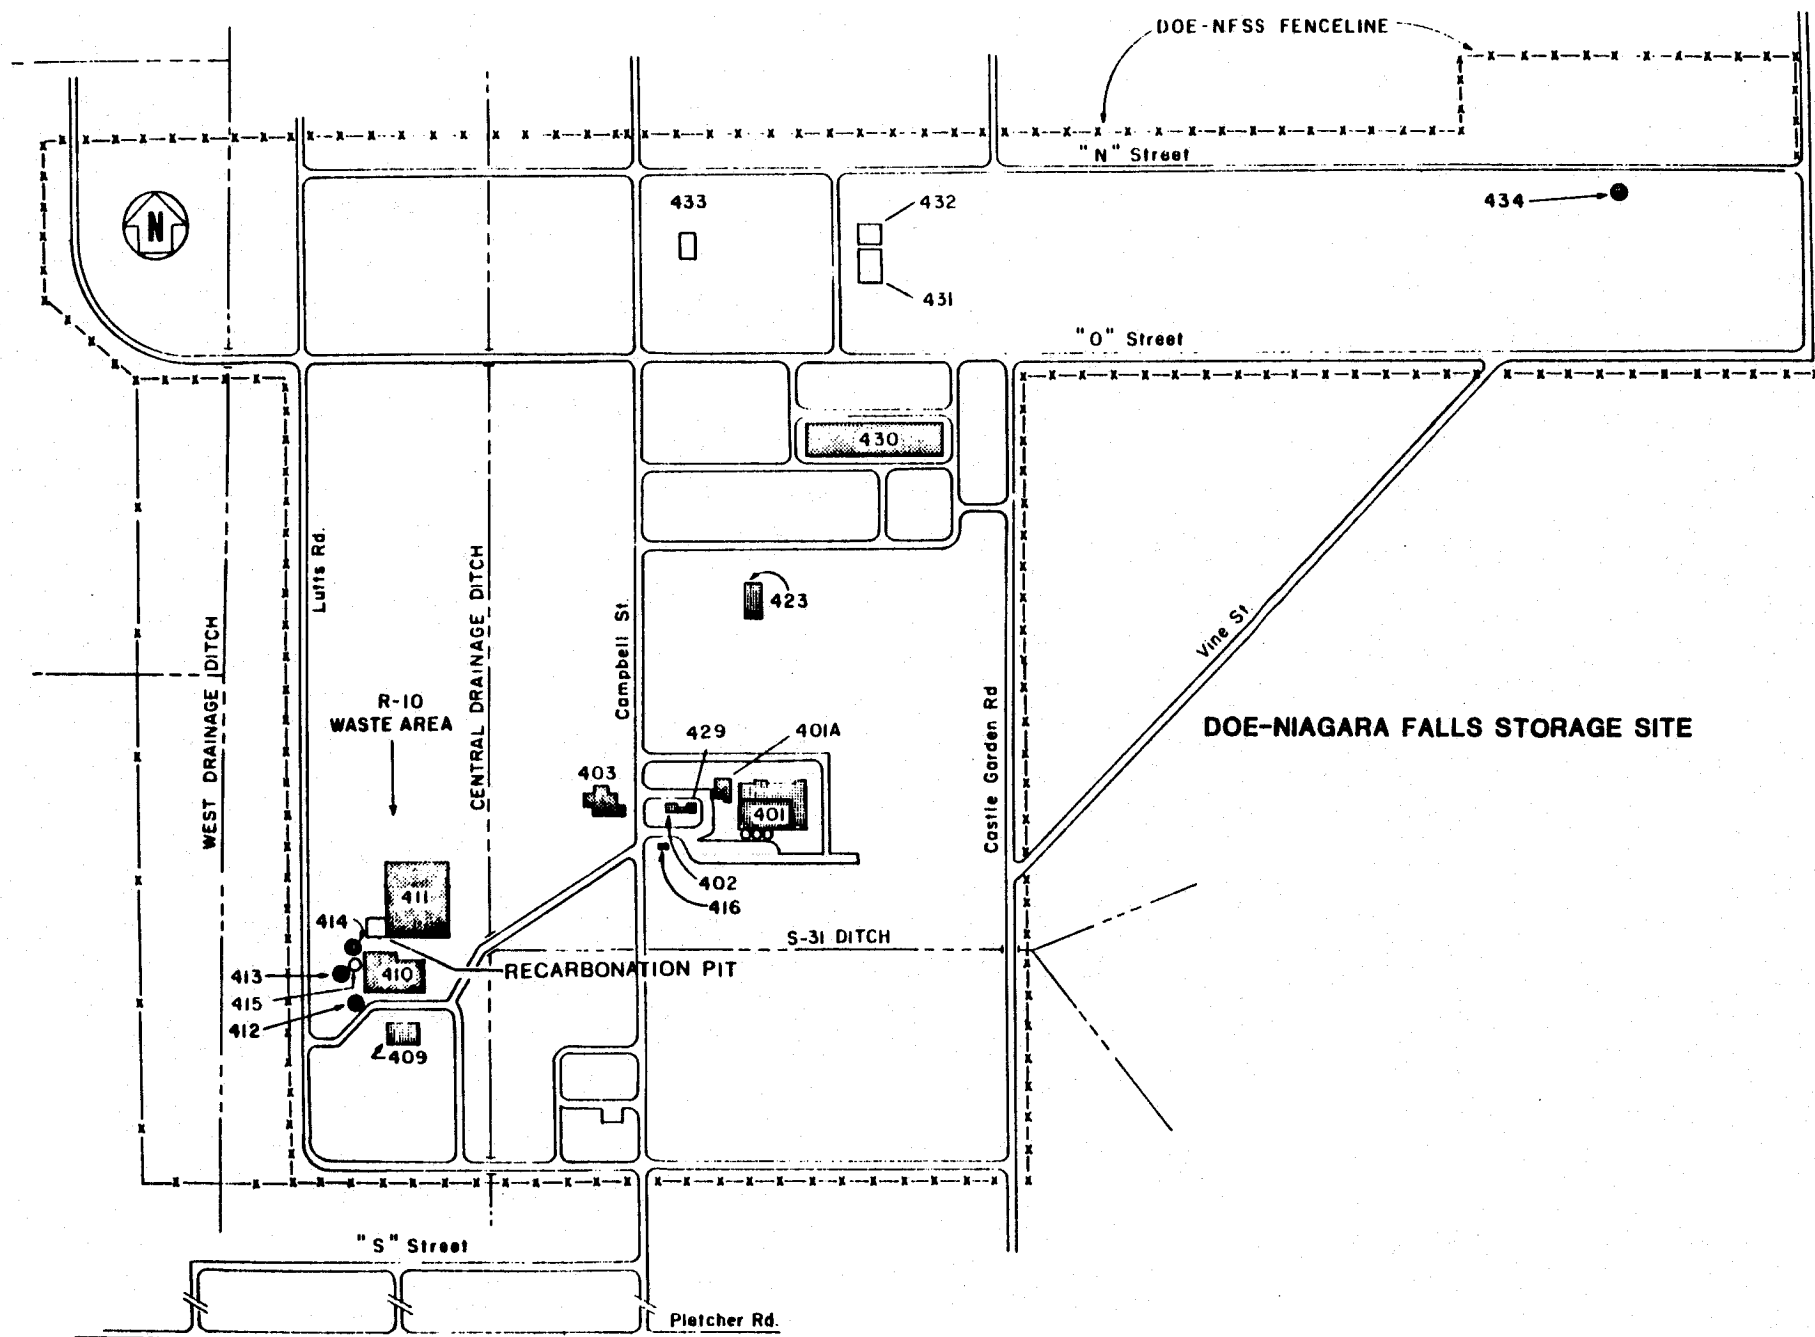 DOE-NFSS FENCELINE
"N" Street
N
433
432
434
431
"O" Street
430
Lutts Rd.
CENTRAL DRAINAGE DITCH
423
Campbell St.
WEST DRAINAGE DITCH
Vine St.
R-10
WASTE AREA
Castle Garden Rd
DOE-NIAGARA FALLS STORAGE SITE
429
401A
403
401
402
411
416
414
S-31 DITCH
413
410
RECARBONATION PIT
415
412
409
"S" Street
Pletcher Rd.